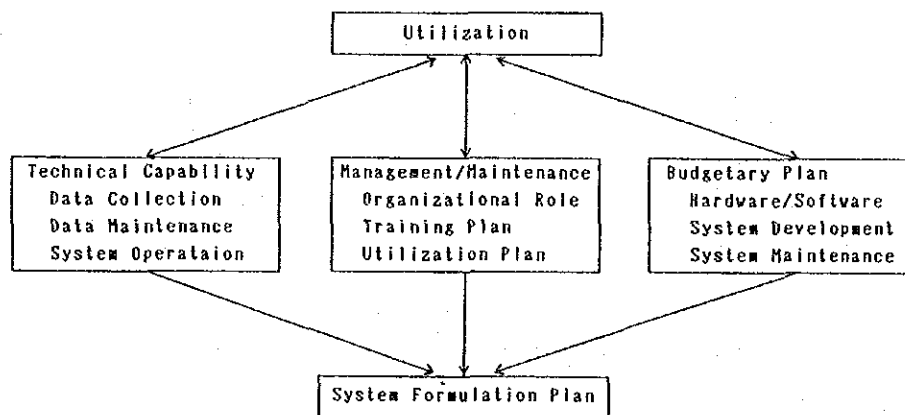 Utilization
Technical Capability
Data Collection
Data Maintenance
System Operataion
Management/Maintenance
Organizational Role
Training Plan
Utilization Plan
Budgetary Plan
Hardware/Software
System Development
System Maintenance
System Formulation Plan